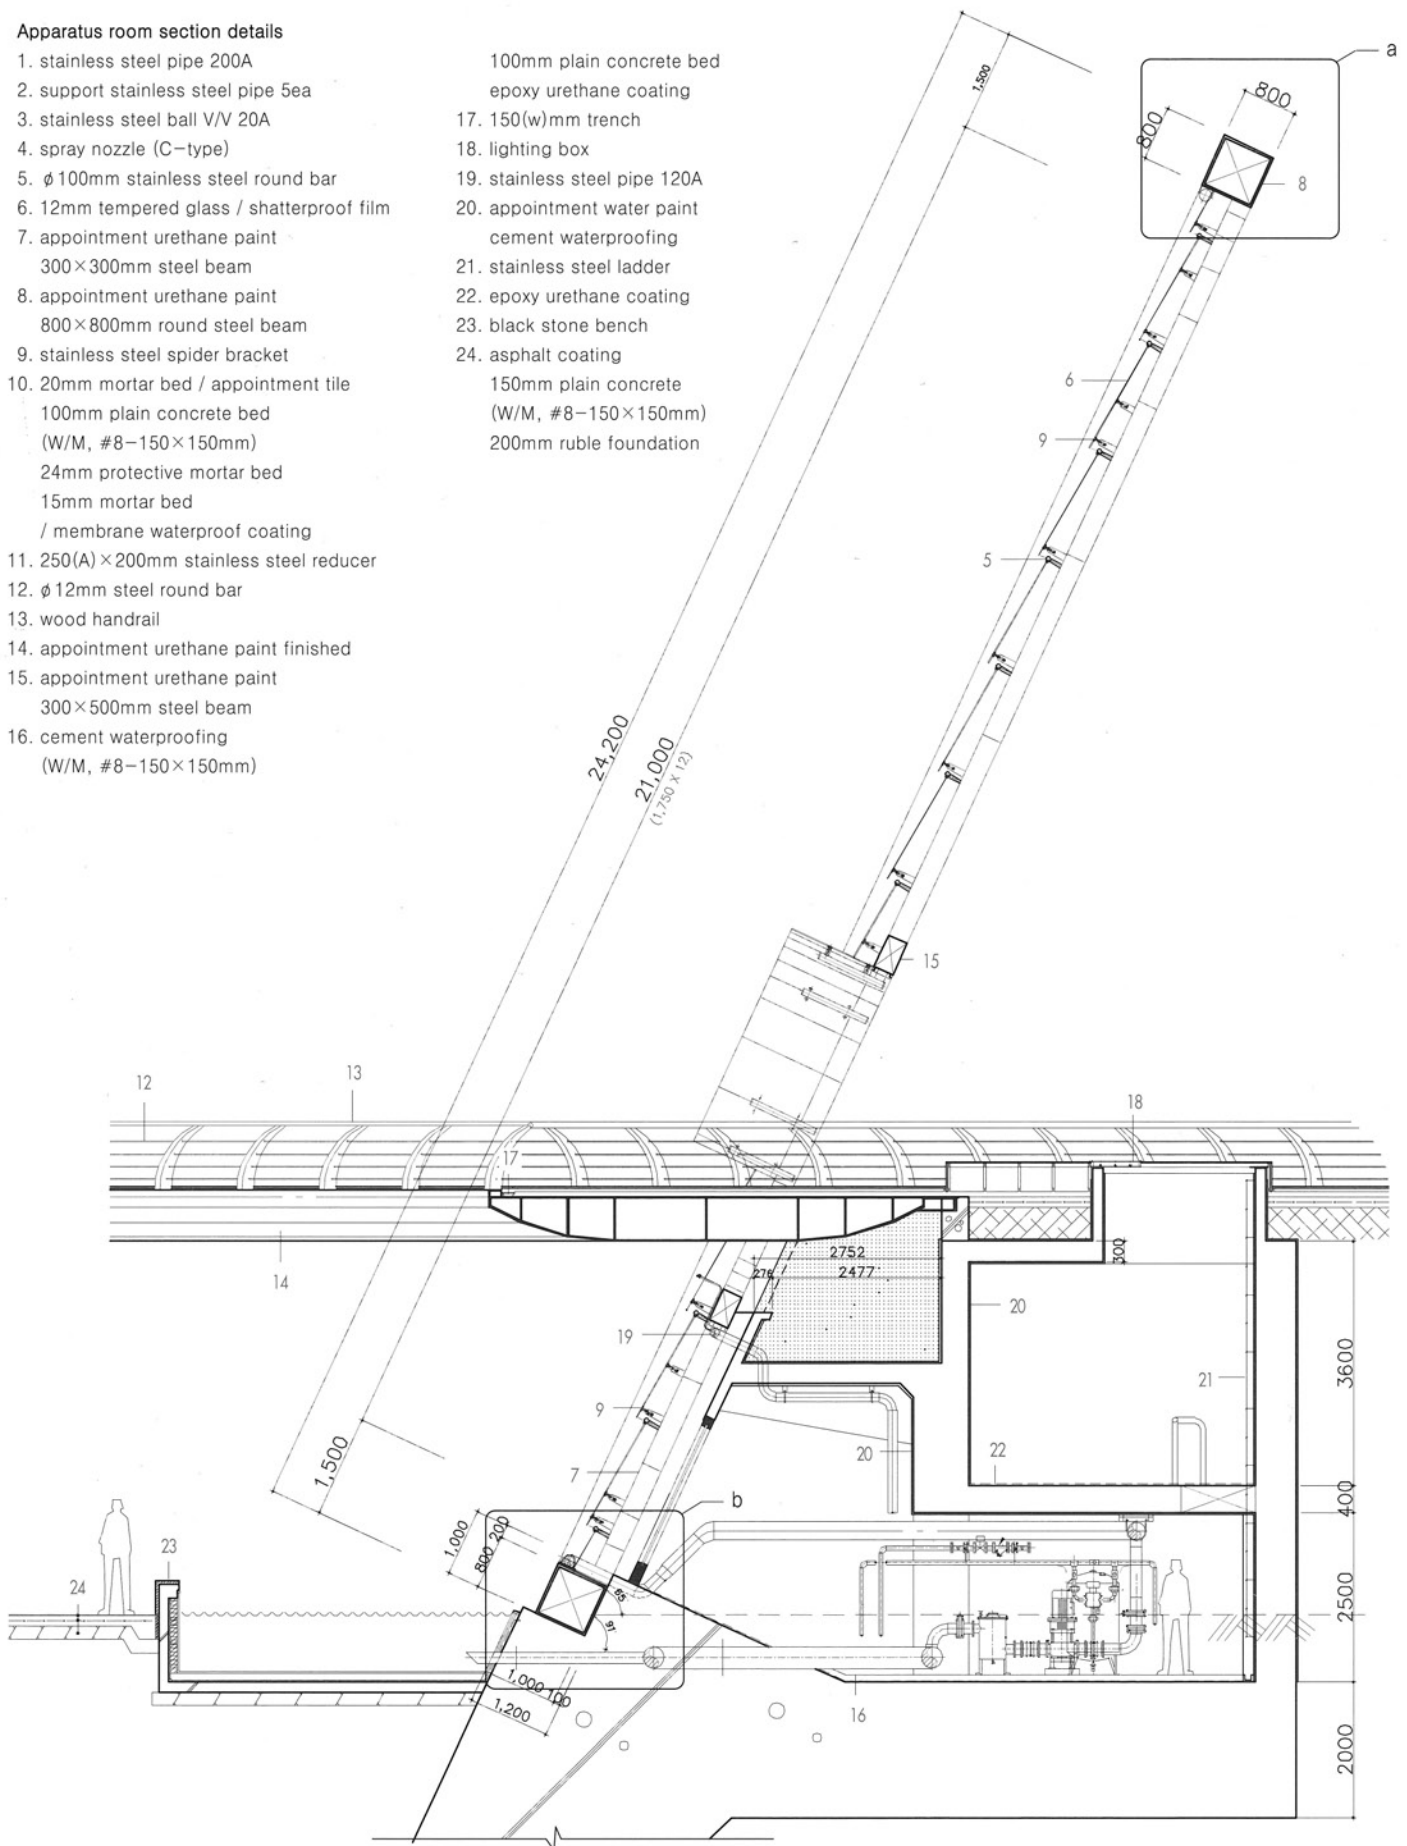 Apparatus room section details
1. stainless steel pipe 200A
2. support stainless steel pipe 5ea
3. stainless steel ball V/V 20A
4. spray nozzle (C-type)
5. ϕ100mm stainless steel round bar
6. 12mm tempered glass / shatterproof film
7. appointment urethane paint
300×300mm steel beam
8. appointment urethane paint
800×800mm round steel beam
9. stainless steel spider bracket
10. 20mm mortar bed / appointment tile
100mm plain concrete bed
(W/M, #8-150×150mm)
24mm protective mortar bed
15mm mortar bed
/ membrane waterproof coating
11. 250(A)×200mm stainless steel reducer
12. ϕ12mm steel round bar
13. wood handrail
14. appointment urethane paint finished
15. appointment urethane paint
300×500mm steel beam
16. cement waterproofing
(W/M, #8-150×150mm)
100mm plain concrete bed
epoxy urethane coating
17. 150(w)mm trench
18. lighting box
19. stainless steel pipe 120A
20. appointment water paint
cement waterproofing
21. stainless steel ladder
22. epoxy urethane coating
23. black stone bench
24. asphalt coating
150mm plain concrete
(W/M, #8-150×150mm)
200mm ruble foundation
a
1,500
800
800
8
6
9
5
24,200
21,000
(1,750 X 12)
15
12
13
18
17
14
2752
276
2477
300
20
19
3600
21
9
20
22
7
1,500
b
400
1,000
800
200
23
24
65
91
2500
1,000
100
1,200
16
2000